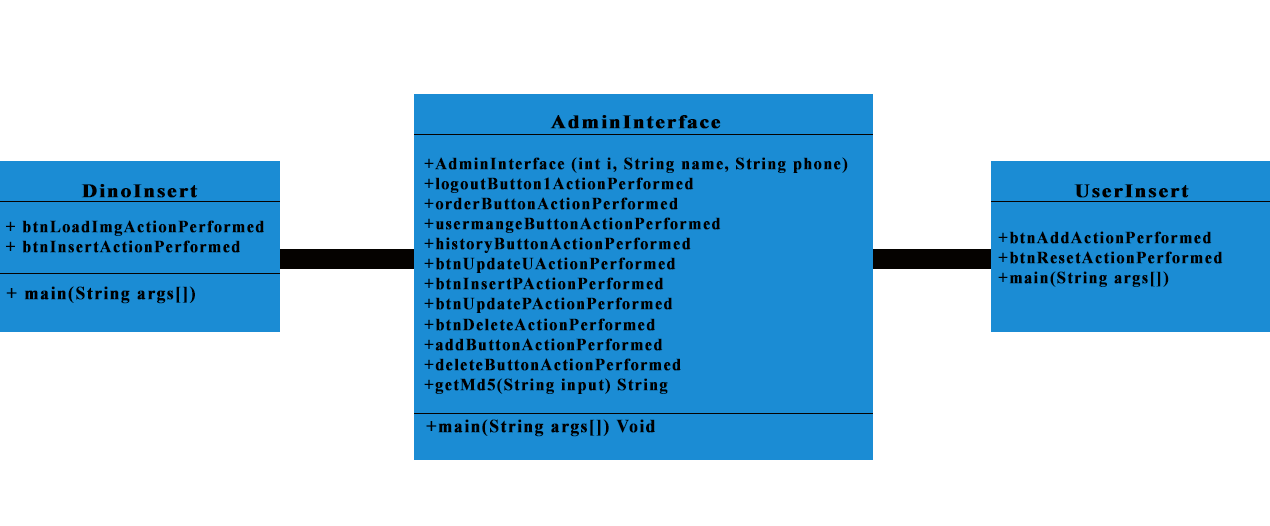 DinoInsert
+ btnLoadImgActionPerformed
+ btnInsertActionPerformed
+ main(String args[])
AdminInterface
+AdminInterface (int i, String name, String phone)
+logoutButton1ActionPerformed
+orderButtonActionPerformed
+usermangeButtonActionPerformed
+historyButtonActionPerformed
+btnUpdateUActionPerformed
+btnInsertPActionPerformed
+btnUpdatePActionPerformed
+btnDeleteActionPerformed
+addButtonActionPerformed
+deleteButtonActionPerformed
+getMd5(String input) String
+main(String args[]) Void
UserInsert
+btnAddActionPerformed
+btnResetActionPerformed
+main(String args[])